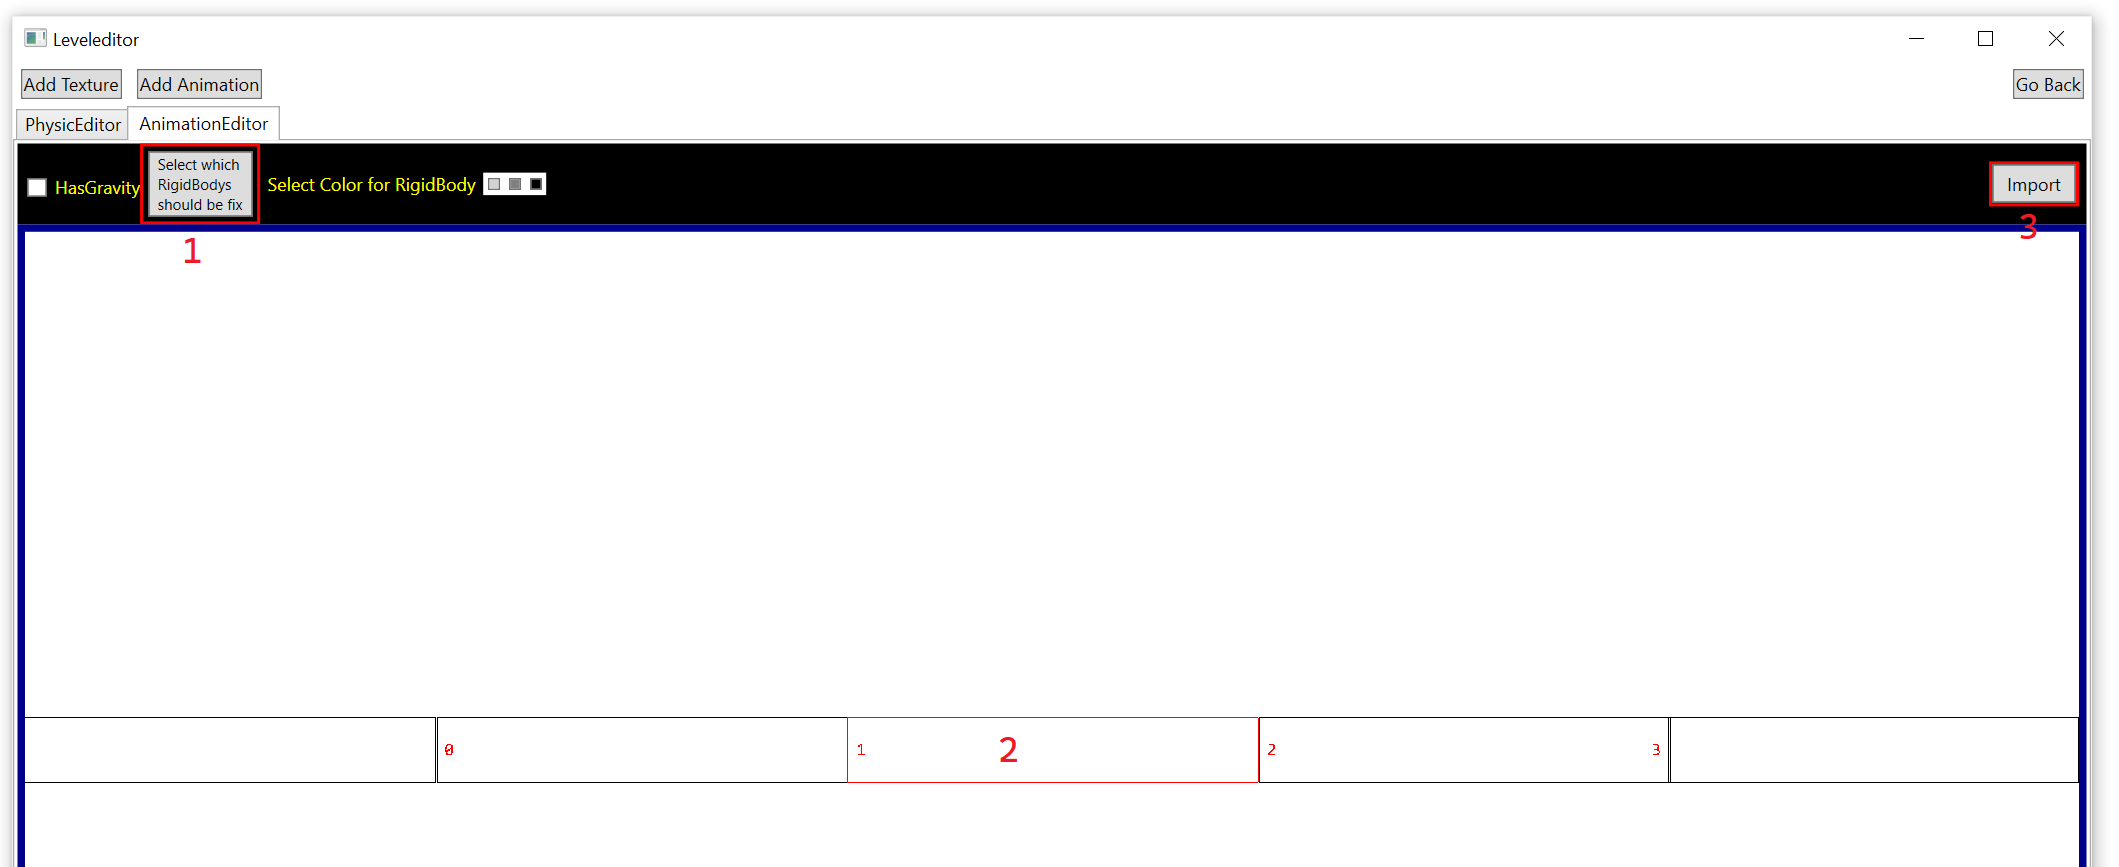 Leveleditor
Add Texture Add Animation Go Back
PhysicEditor AnimationEditor
HasGravity
Select which
RigidBodys
should be fix
Select Color for RigidBody
Import
1
3
0 1 2 2 3